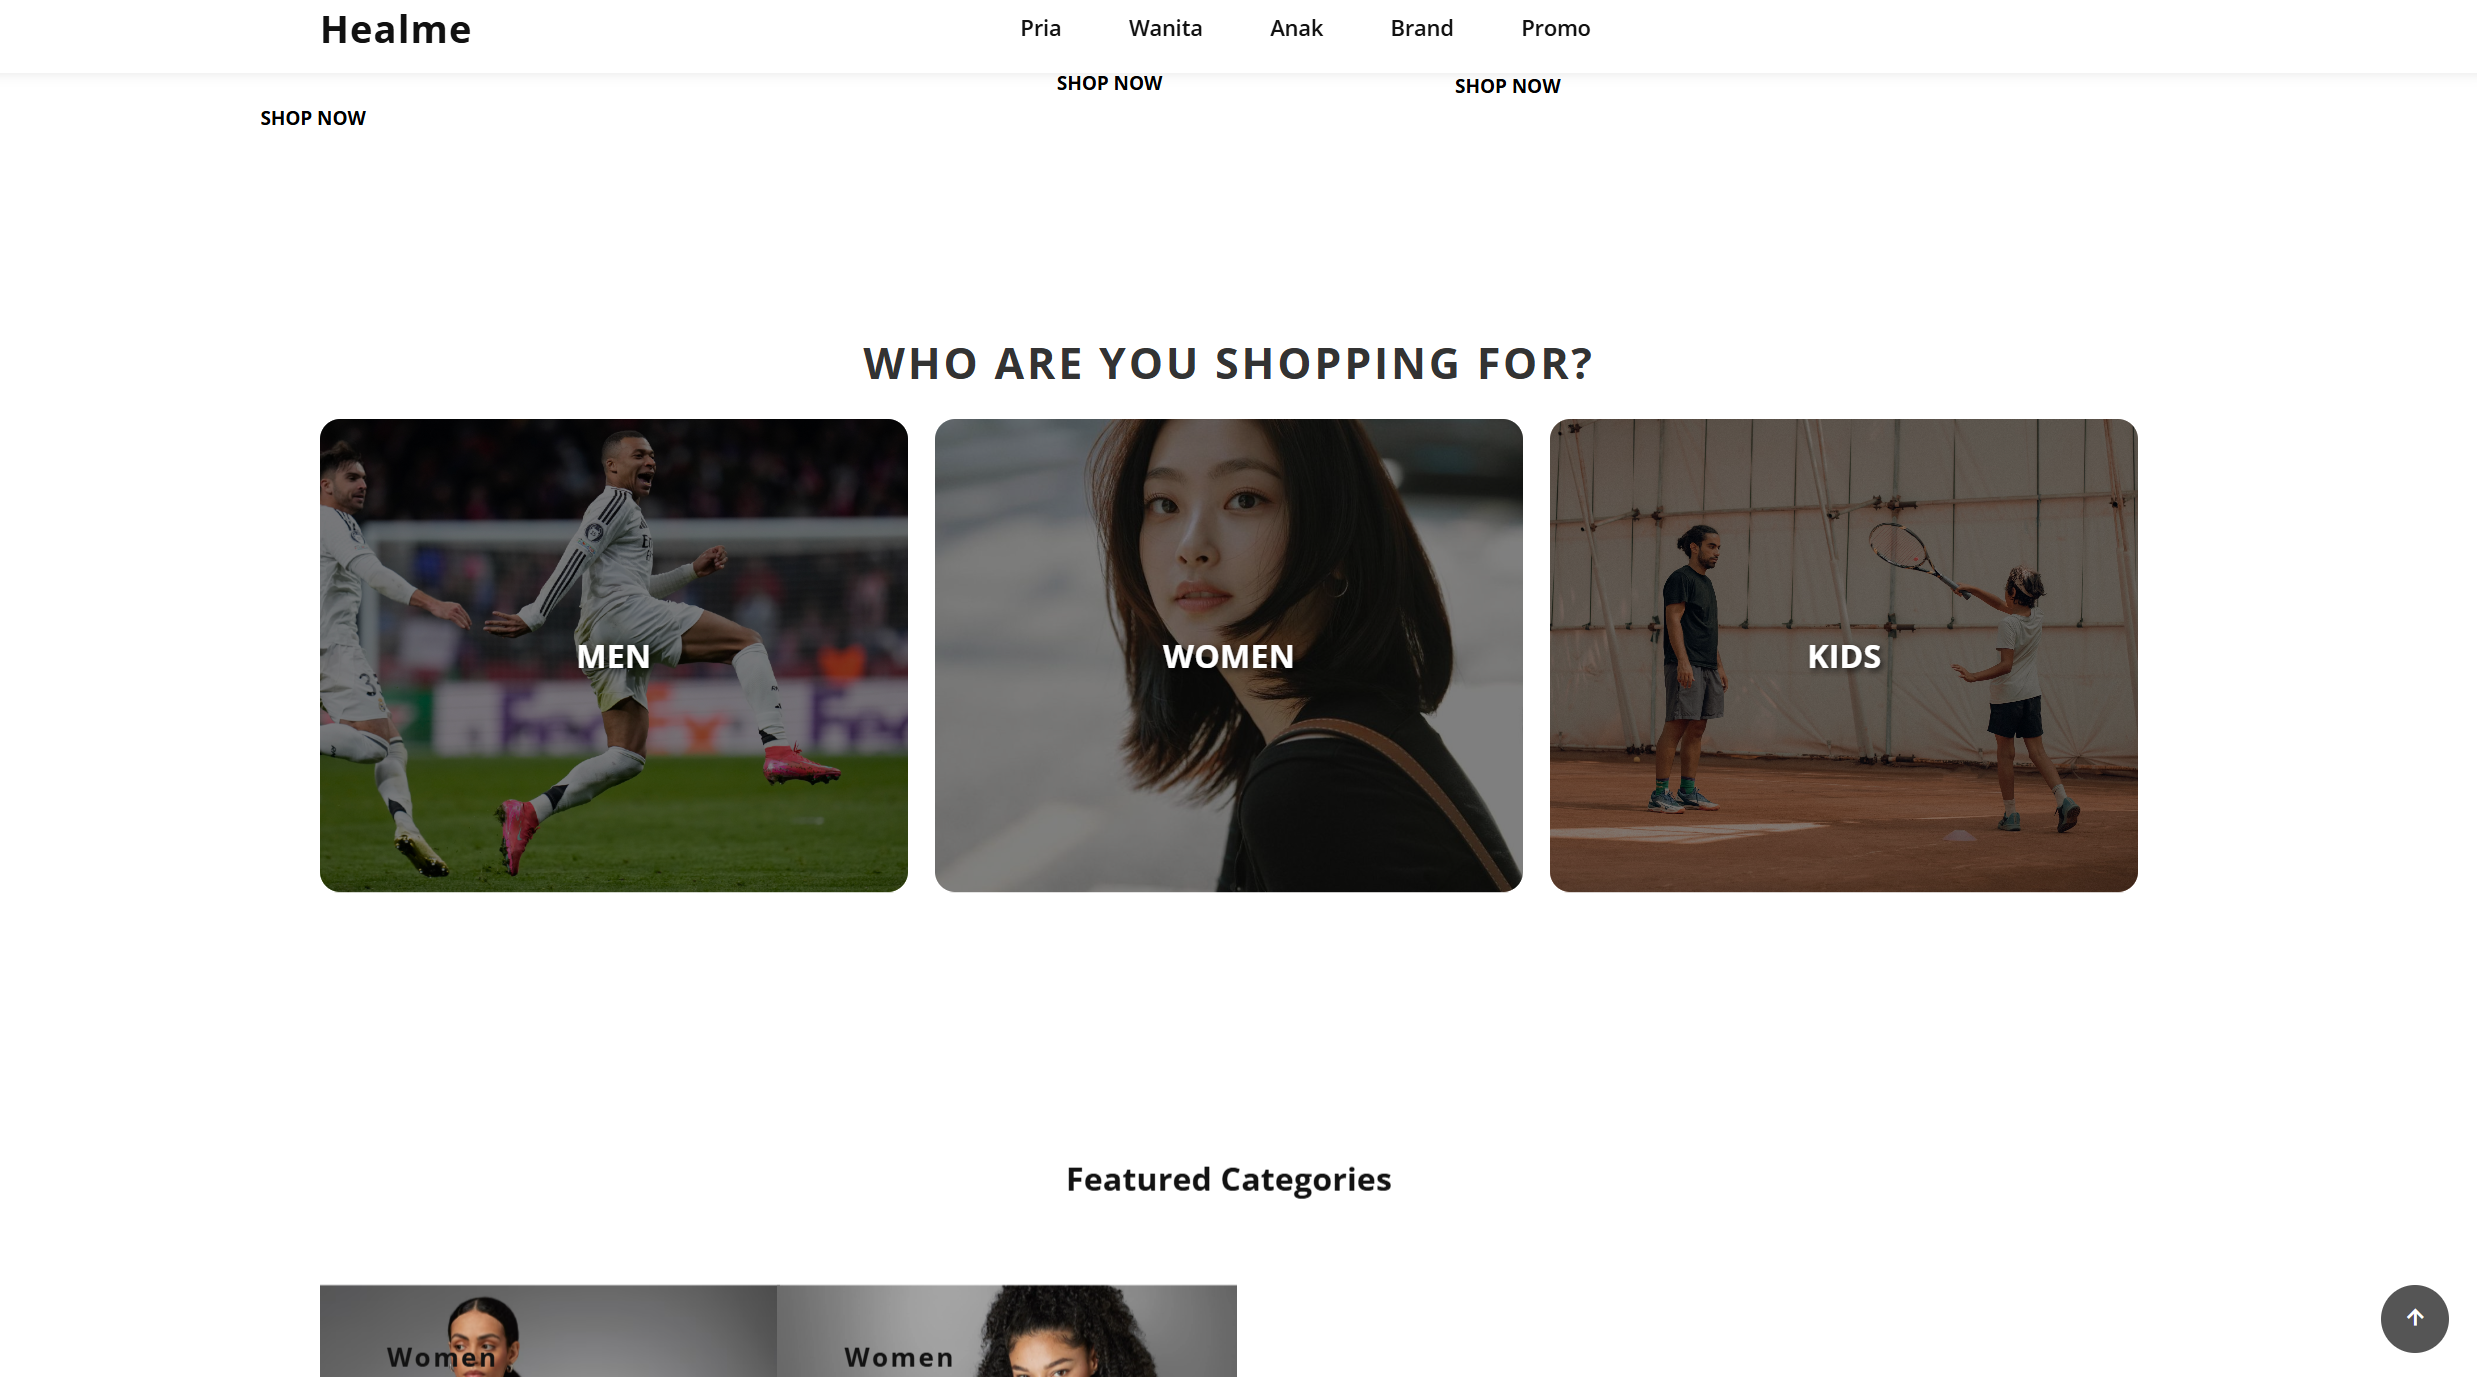 Healme
Pria
Wanita
Anak
Brand
Promo
SHOP NOW
SHOP NOW
SHOP NOW
WHO ARE YOU SHOPPING FOR?
MEN
WOMEN
KIDS
FedEx
Featured Categories
Women
Women